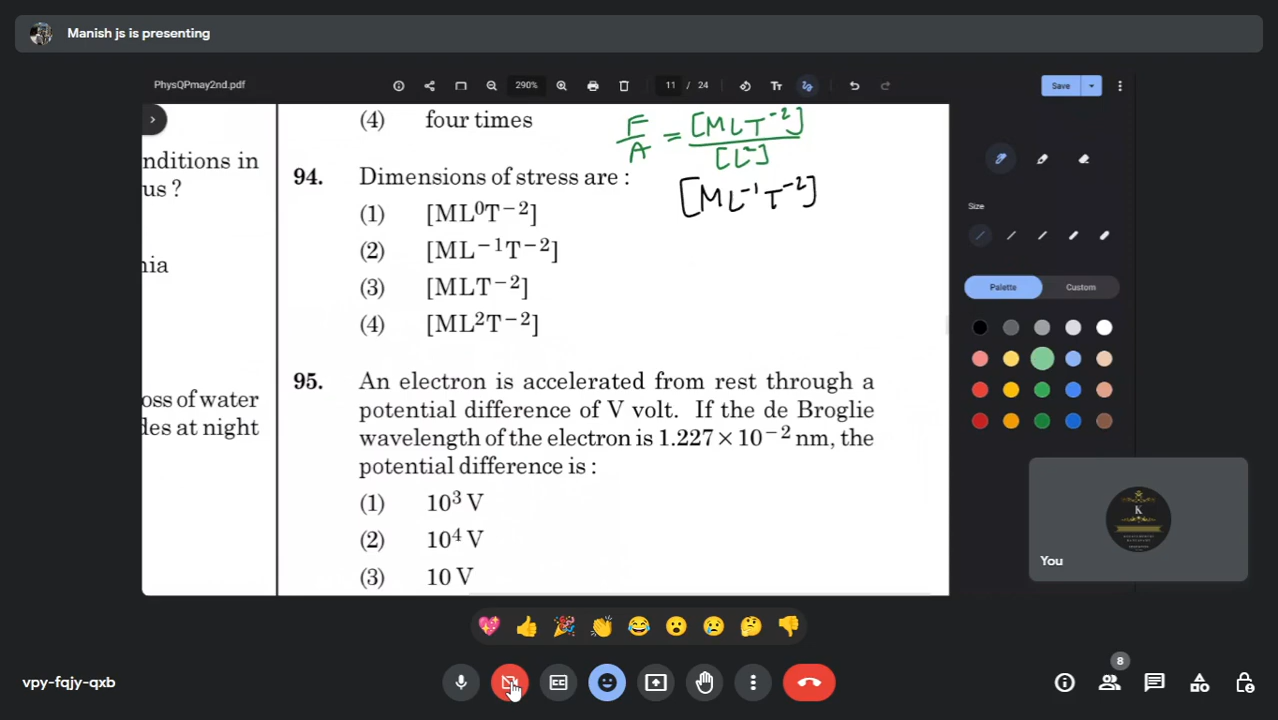 Manish js is presenting
PhysQPmay2nd.pdf
290%
11 / 24
Save
(4) four times
F/A = [MLT⁻²]/[L²]
nditions in
us ?
94. Dimensions of stress are :
[ML⁻¹T⁻²]
(1) [ML⁰T⁻²]
(2) [ML⁻¹T⁻²]
(3) [MLT⁻²]
(4) [ML²T⁻²]
nia
Size
Palette
Custom
95. An electron is accelerated from rest through a
potential difference of V volt. If the de Broglie
wavelength of the electron is 1.227 × 10⁻² nm, the
potential difference is :
(1) 10³ V
(2) 10⁴ V
(3) 10 V
oss of water
les at night
K
You
vpy-fqjy-qxb
8